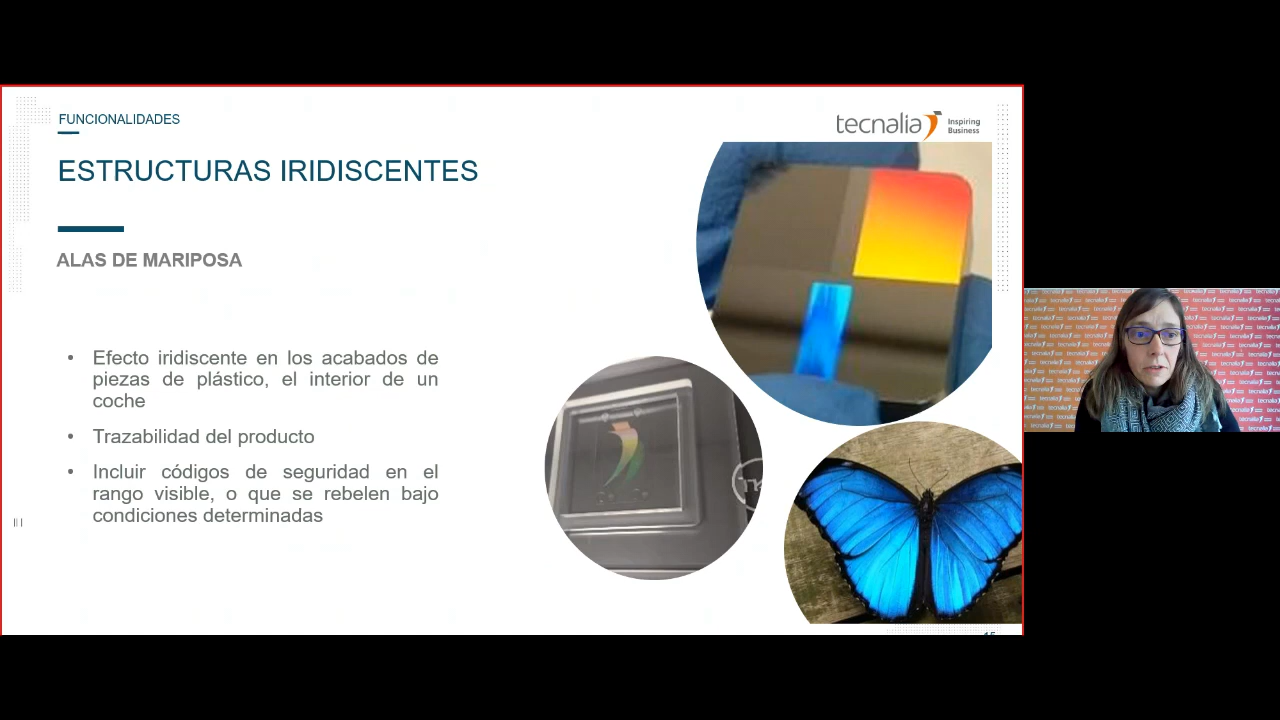 FUNCIONALIDADES
tecnalia Inspiring
Business
ESTRUCTURAS IRIDISCENTES
ALAS DE MARIPOSA
• Efecto iridiscente en los acabados de
piezas de plástico, el interior de un
coche
• Trazabilidad del producto
• Incluir códigos de seguridad en el
rango visible, o que se rebelen bajo
condiciones determinadas
tecnalia